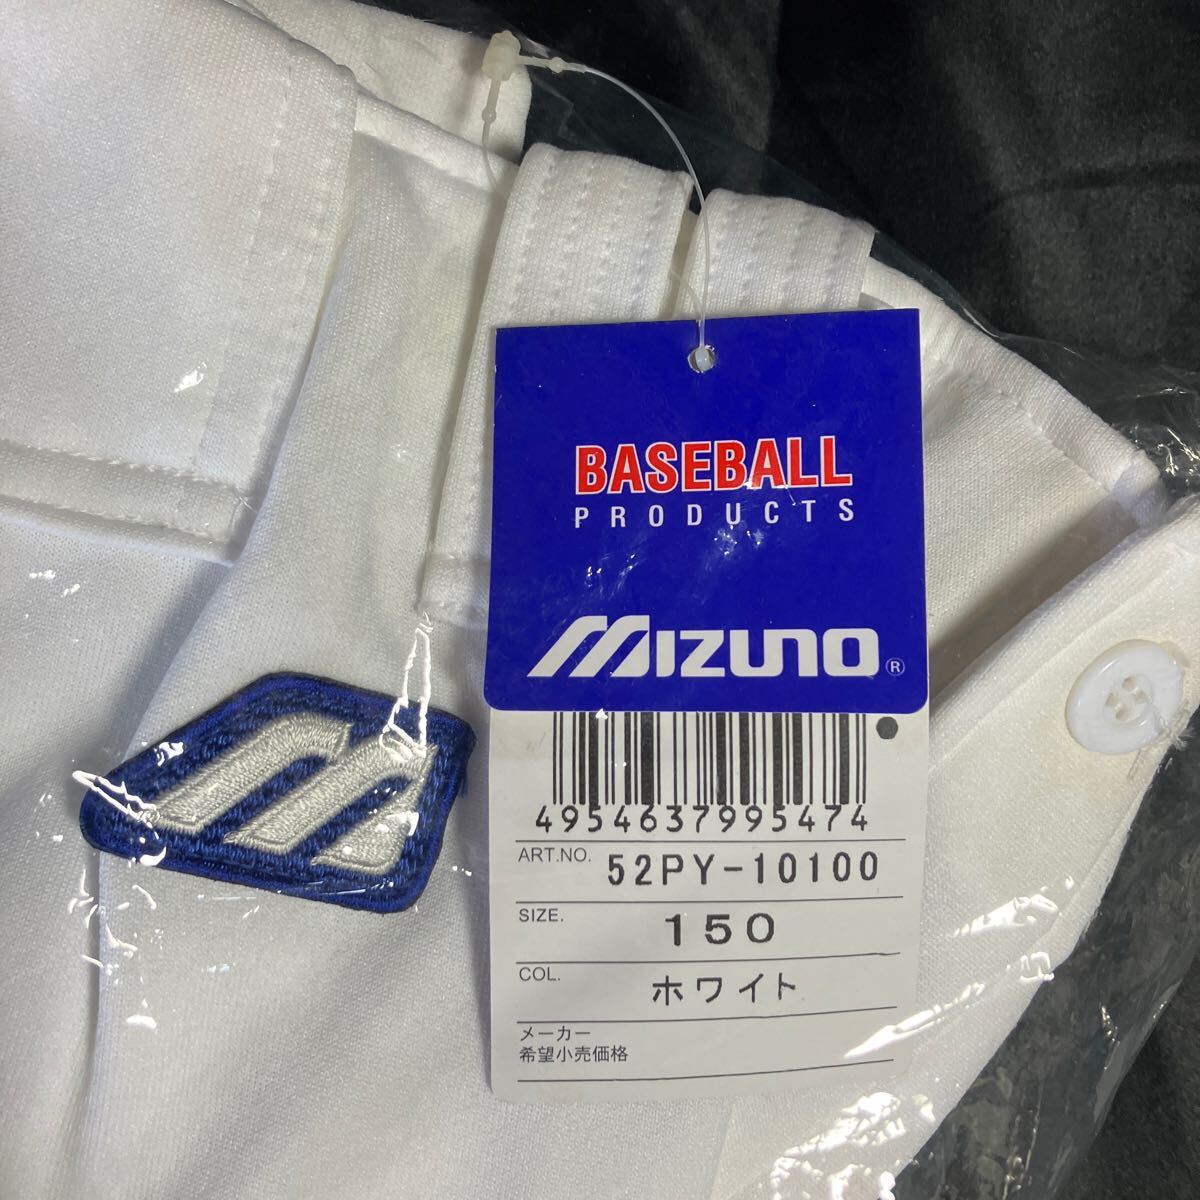 BASEBALL
PRODUCTS
MIZUNO ®
4954637995474
ART.NO. 52PY-10100
SIZE. 150
COL. ホワイト
メーカー
希望小売価格